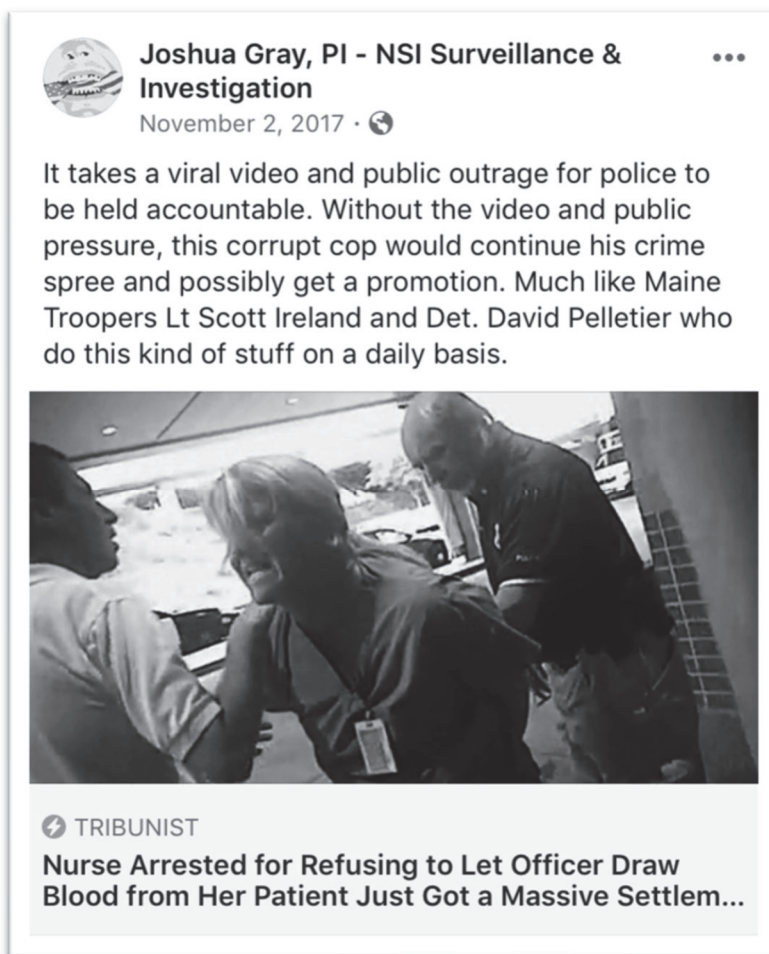 Joshua Gray, PI - NSI Surveillance &
Investigation
November 2, 2017 ·
It takes a viral video and public outrage for police to
be held accountable. Without the video and public
pressure, this corrupt cop would continue his crime
spree and possibly get a promotion. Much like Maine
Troopers Lt Scott Ireland and Det. David Pelletier who
do this kind of stuff on a daily basis.
TRIBUNIST
Nurse Arrested for Refusing to Let Officer Draw
Blood from Her Patient Just Got a Massive Settlem...